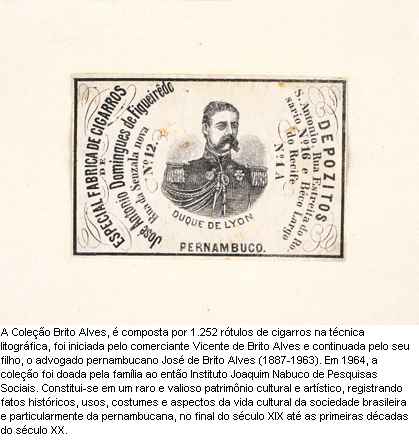 ESPECIAL FABRICA DE CIGARROS
DE
José Antonio Domingues de Figueirêdo
Rua da Senzala nova
Nº 12.
DUQUE DE LYON
PERNAMBUCO.
DEPOZITOS
S. Antonio, Rua Estreita do Ro
sario Nº 16 e Bêco Largo
do Recife
Nº 1 A
A Coleção Brito Alves, é composta por 1.252 rótulos de cigarros na técnica
litográfica, foi iniciada pelo comerciante Vicente de Brito Alves e continuada pelo seu
filho, o advogado pernambucano José de Brito Alves (1887-1963). Em 1964, a
coleção foi doada pela família ao então Instituto Joaquim Nabuco de Pesquisas
Sociais. Constitui-se em um raro e valioso patrimônio cultural e artístico, registrando
fatos históricos, usos, costumes e aspectos da vida cultural da sociedade brasileira
e particularmente da pernambucana, no final do século XIX até as primeiras décadas
do século XX.